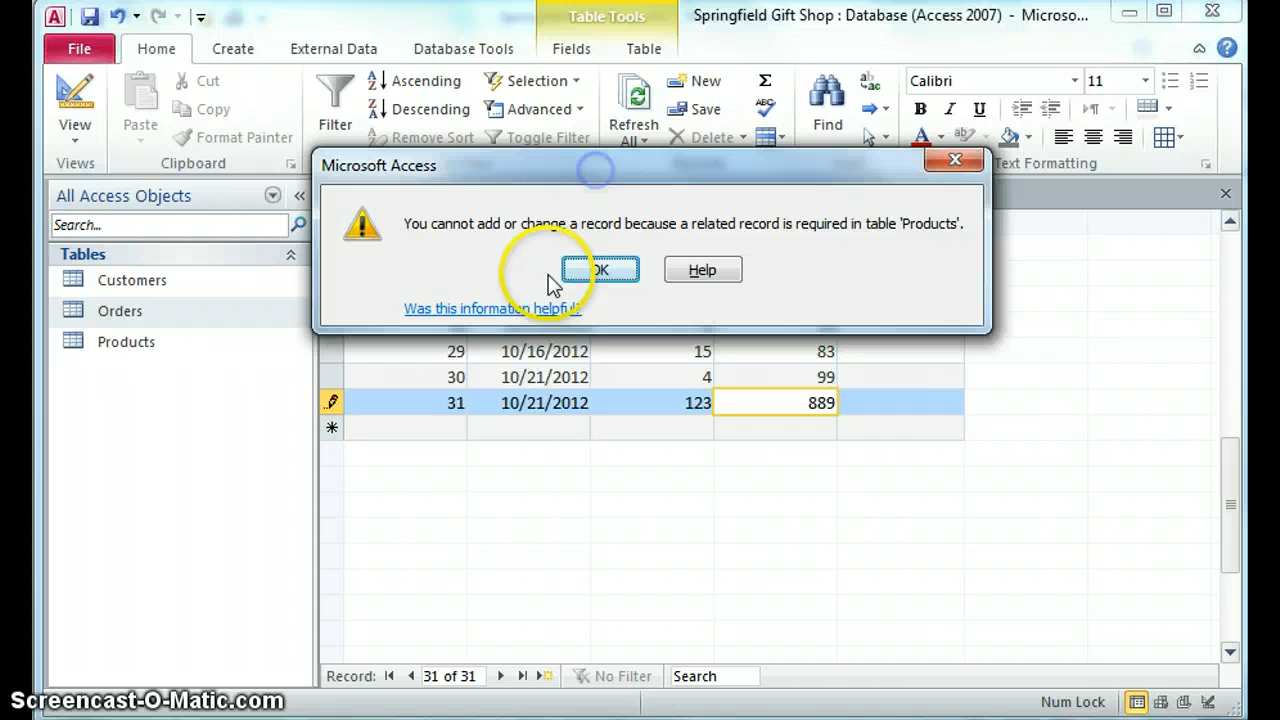 Table Tools
Springfield Gift Shop : Database (Access 2007) - Microso...
File Home Create External Data Database Tools Fields Table
View
Views
Paste
Cut
Copy
Format Painter
Clipboard
Filter
Ascending
Descending
Remove Sort
Selection
Advanced
Toggle Filter
Refresh
All
New
Save
Delete
Σ
ABC
Find
ab
ac
Calibri 11
B I U
A ab
Text Formatting
All Access Objects
Search...
Tables
Customers
Orders
Products
Microsoft Access
You cannot add or change a record because a related record is required in table 'Products'.
OK Help
Was this information helpful?
29 10/16/2012 15 83
30 10/21/2012 4 99
31 10/21/2012 123 889
Record: 31 of 31 No Filter Search
Num Lock
Screencast-O-Matic.com